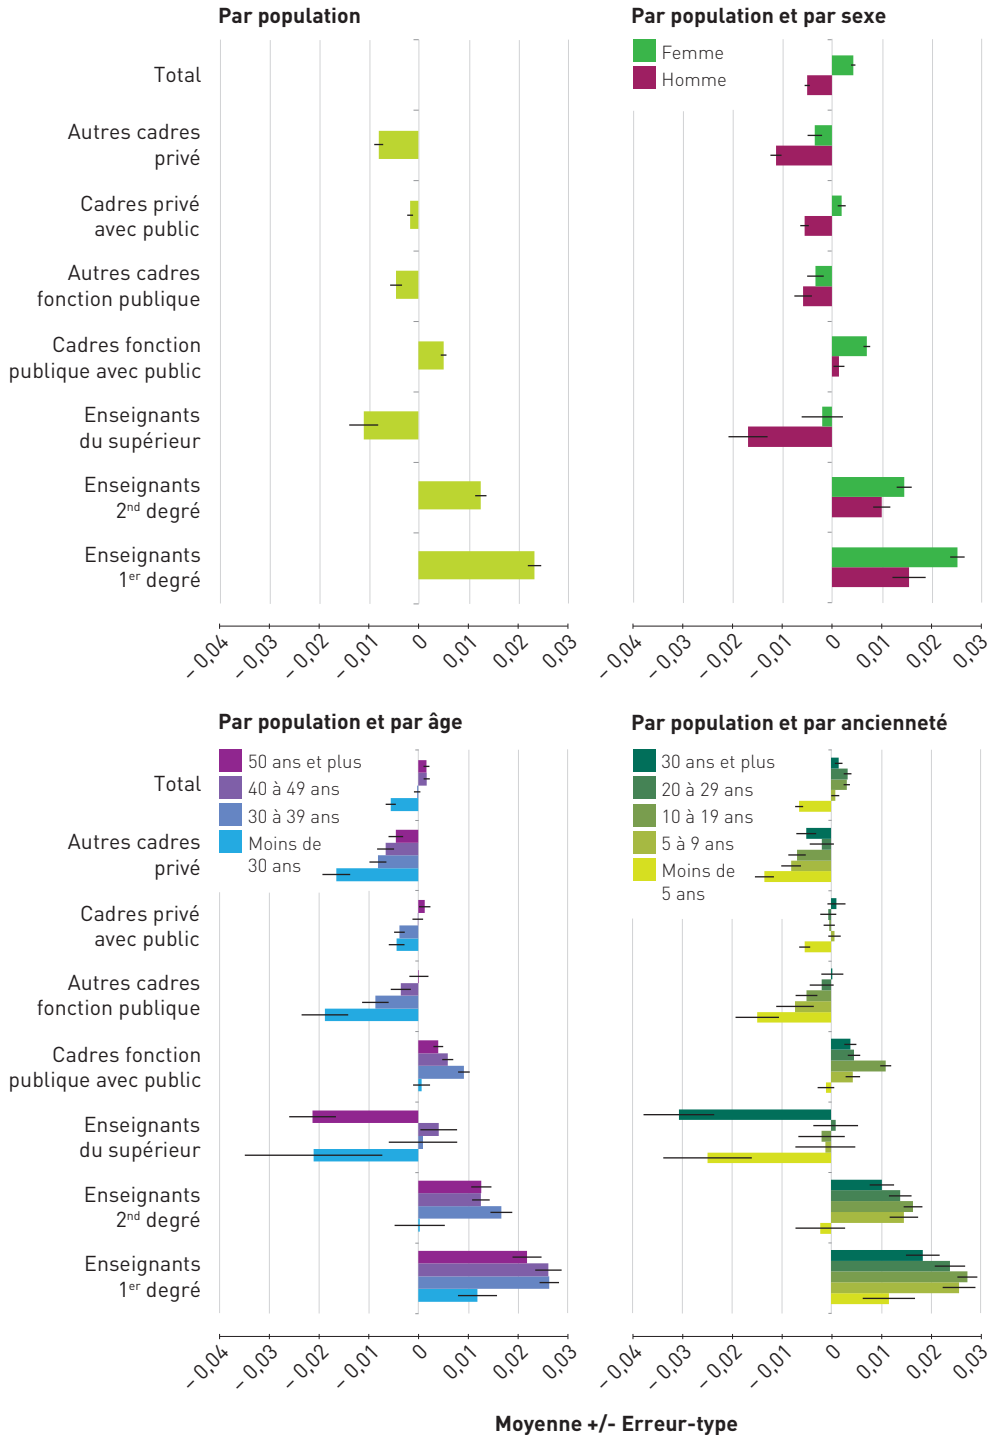 Par population
Total
Autres cadres
privé
Cadres privé
avec public
Autres cadres
fonction publique
Cadres fonction
publique avec public
Enseignants
du supérieur
Enseignants
2nd degré
Enseignants
1er degré
– 0,04
– 0,03
– 0,02
– 0,01
0
0,01
0,02
0,03
Par population et par sexe
Femme
Homme
– 0,04
– 0,03
– 0,02
– 0,01
0
0,01
0,02
0,03
Par population et par âge
50 ans et plus
40 à 49 ans
30 à 39 ans
Moins de
30 ans
Total
Autres cadres
privé
Cadres privé
avec public
Autres cadres
fonction publique
Cadres fonction
publique avec public
Enseignants
du supérieur
Enseignants
2nd degré
Enseignants
1er degré
– 0,04
– 0,03
– 0,02
– 0,01
0
0,01
0,02
0,03
Par population et par ancienneté
30 ans et plus
20 à 29 ans
10 à 19 ans
5 à 9 ans
Moins de
5 ans
– 0,04
– 0,03
– 0,02
– 0,01
0
0,01
0,02
0,03
Moyenne +/- Erreur-type